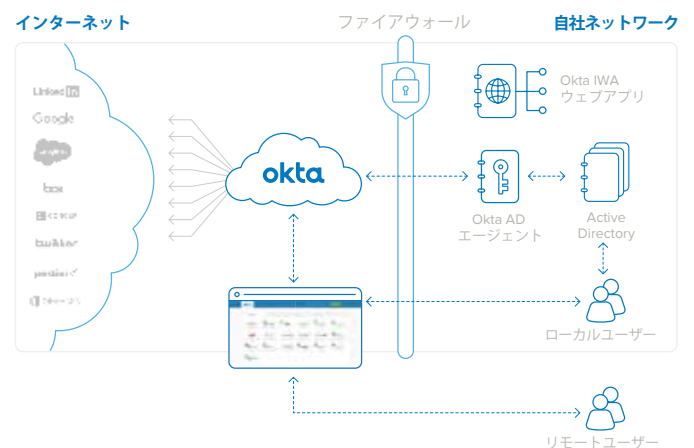 インターネット
ファイアウォール
自社ネットワーク
Linked in
Google
box
okta
Okta IWA
ウェブアプリ
Okta AD
エージェント
Active
Directory
ローカルユーザー
リモートユーザー